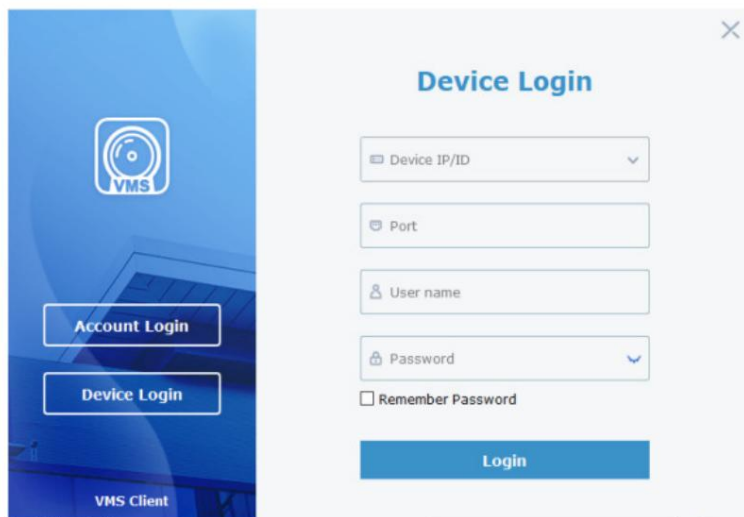 VMS
Account Login
Device Login
VMS Client
Device Login
Device IP/ID
Port
User name
Password
Remember Password
Login